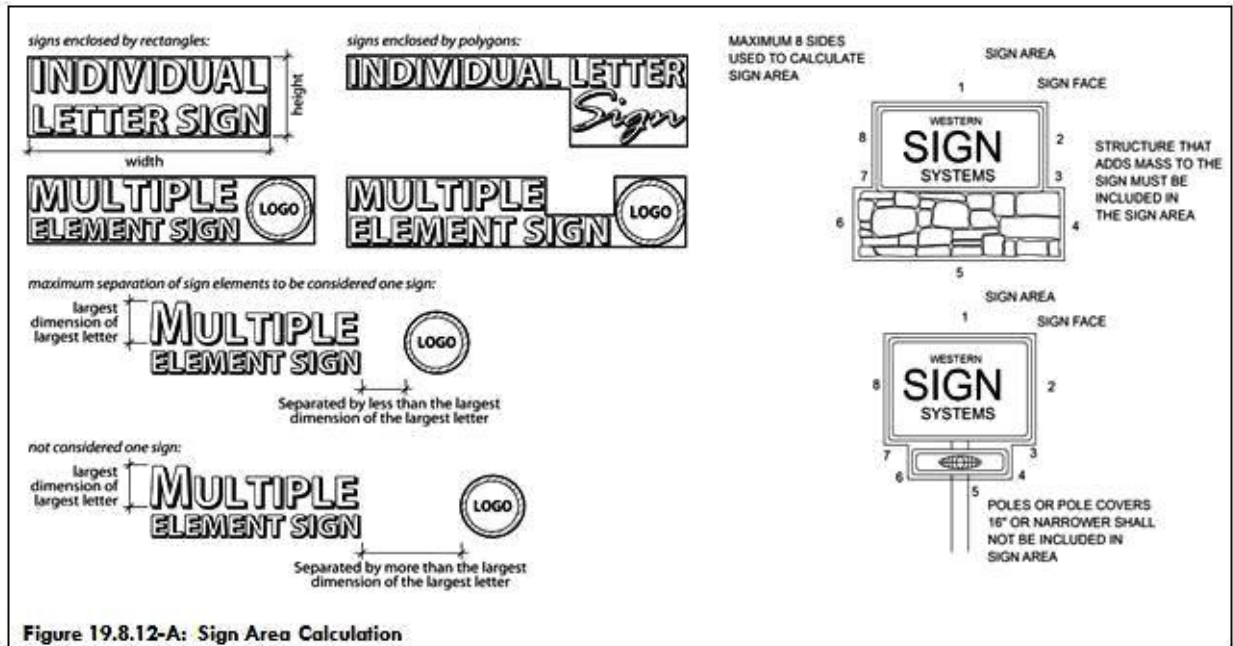 signs enclosed by rectangles:
INDIVIDUAL
LETTER SIGN
height
width
MULTIPLE
ELEMENT SIGN
LOGO
signs enclosed by polygons:
INDIVIDUAL LETTER
Sign
MULTIPLE
ELEMENT SIGN
LOGO
maximum separation of sign elements to be considered one sign:
largest
dimension of
largest letter
MULTIPLE
ELEMENT SIGN
LOGO
Separated by less than the largest
dimension of the largest letter
not considered one sign:
largest
dimension of
largest letter
MULTIPLE
ELEMENT SIGN
LOGO
Separated by more than the largest
dimension of the largest letter
MAXIMUM 8 SIDES
USED TO CALCULATE
SIGN AREA
SIGN AREA
SIGN FACE
1
WESTERN
SIGN
SYSTEMS
8
2
7
3
6
4
5
STRUCTURE THAT
ADDS MASS TO THE
SIGN MUST BE
INCLUDED IN
THE SIGN AREA
SIGN AREA
1
SIGN FACE
WESTERN
SIGN
SYSTEMS
8
2
7
3
6
4
5
POLES OR POLE COVERS
16" OR NARROWER SHALL
NOT BE INCLUDED IN
SIGN AREA
Figure 19.8.12-A: Sign Area Calculation